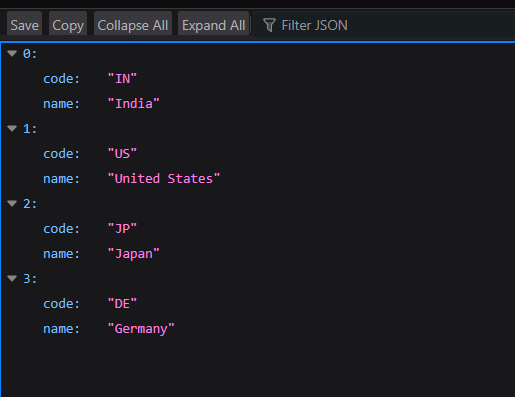 Save Copy Collapse All Expand All Filter JSON
0:
code: "IN"
name: "India"
1:
code: "US"
name: "United States"
2:
code: "JP"
name: "Japan"
3:
code: "DE"
name: "Germany"